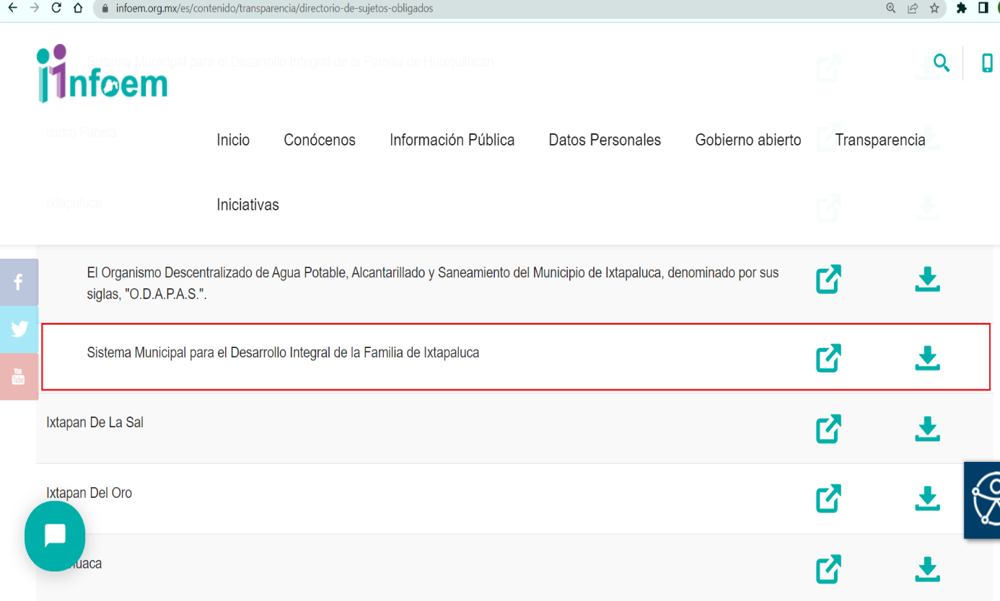 infoem.org.mx/es/contenido/transparencia/directorio-de-sujetos-obligados
Sistema Municipal para el Desarrollo Integral de la Familia de Huixquilucan
infoem
Isidro Fabela
Inicio Conócenos Información Pública Datos Personales Gobierno abierto Transparencia
Ixtapaluca
Iniciativas
El Organismo Descentralizado de Agua Potable, Alcantarillado y Saneamiento del Municipio de Ixtapaluca, denominado por sus
siglas, "O.D.A.P.A.S.".
Sistema Municipal para el Desarrollo Integral de la Familia de Ixtapaluca
You
Tube
Ixtapan De La Sal
Ixtapan Del Oro